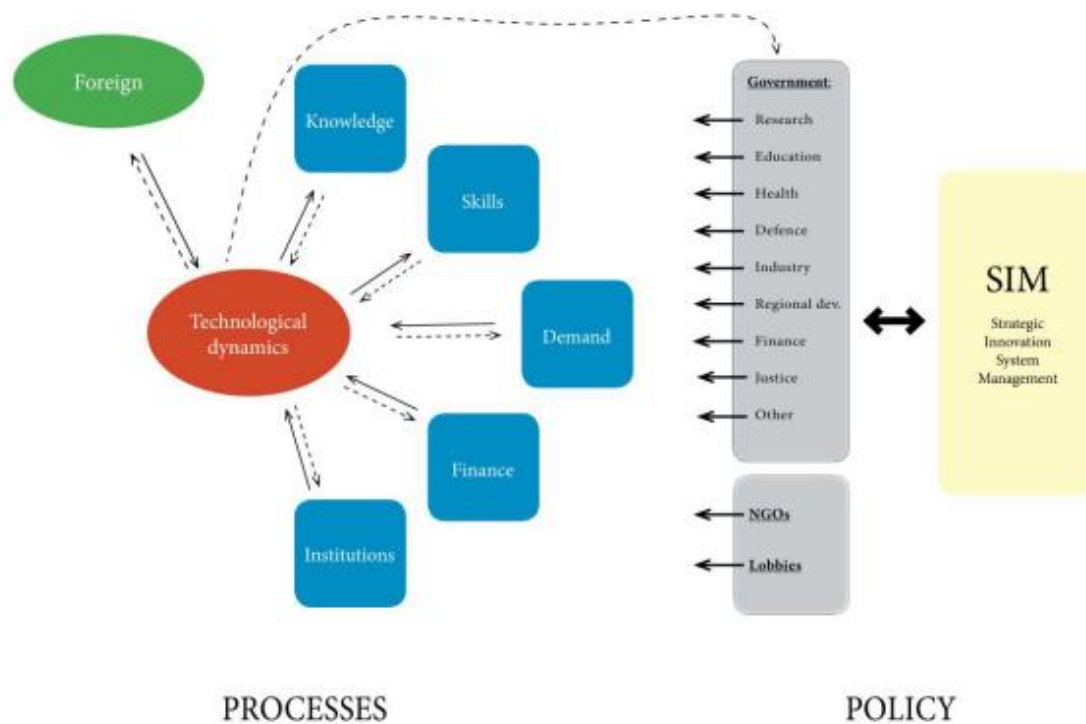 Foreign
Knowledge
Skills
Technological
dynamics
Demand
Finance
Institutions
Government:
Research
Education
Health
Defence
Industry
Regional dev.
Finance
Justice
Other
NGOs
Lobbies
SIM
Strategic
Innovation
System
Management
PROCESSES
POLICY